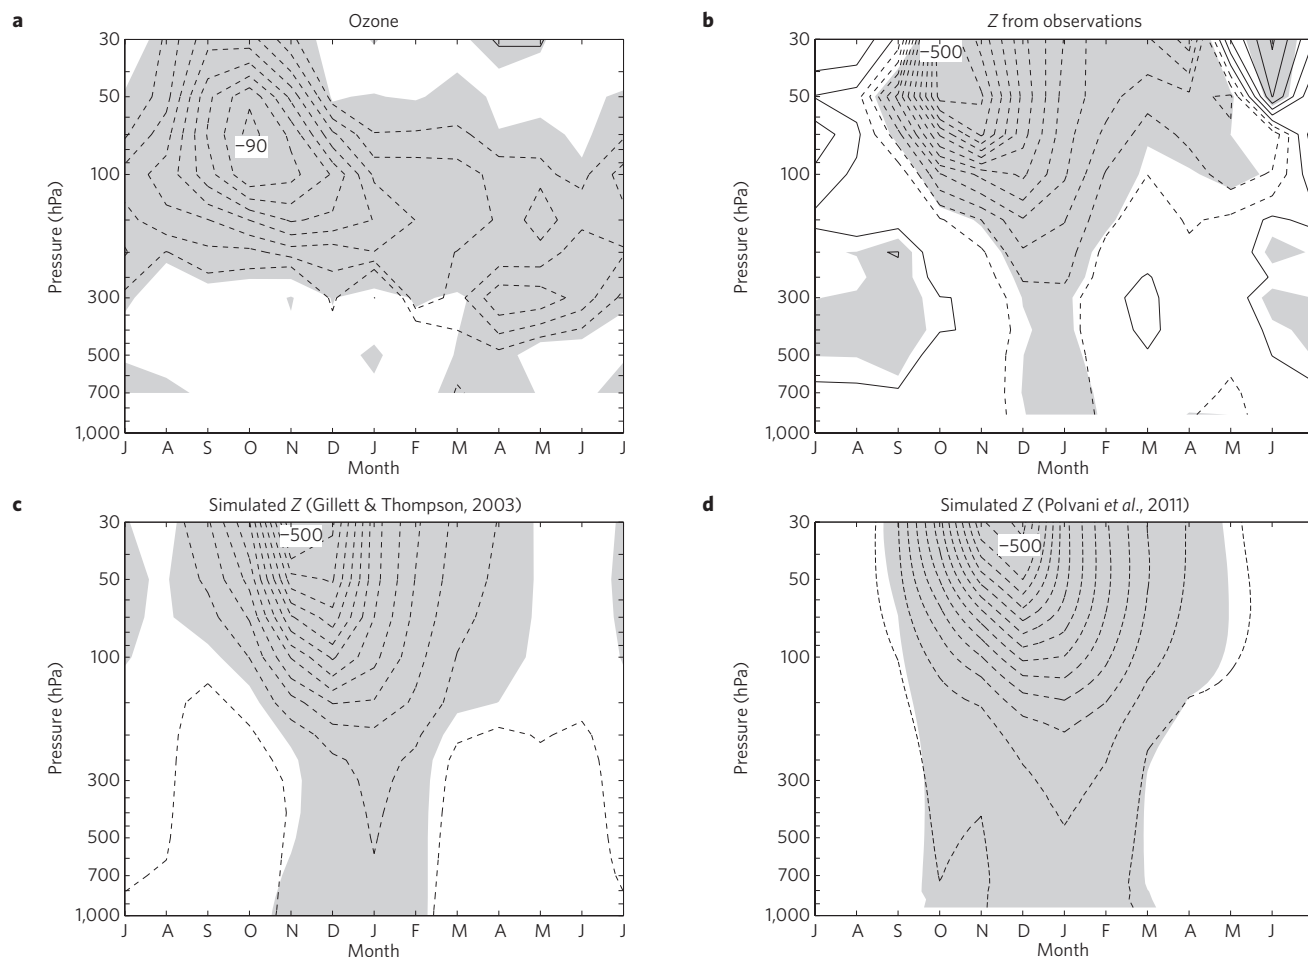 a Ozone
30
50
100
300
500
700
1,000
Pressure (hPa)
−90
J A S O N D J F M A M J J
Month
b Z from observations
30
50
100
300
500
700
1,000
Pressure (hPa)
−500
J A S O N D J F M A M J
Month
c Simulated Z (Gillett & Thompson, 2003)
30
50
100
300
500
700
1,000
Pressure (hPa)
−500
J A S O N D J F M A M J J
Month
d Simulated Z (Polvani et al., 2011)
30
50
100
300
500
700
1,000
Pressure (hPa)
−500
J A S O N D J F M A M J
Month